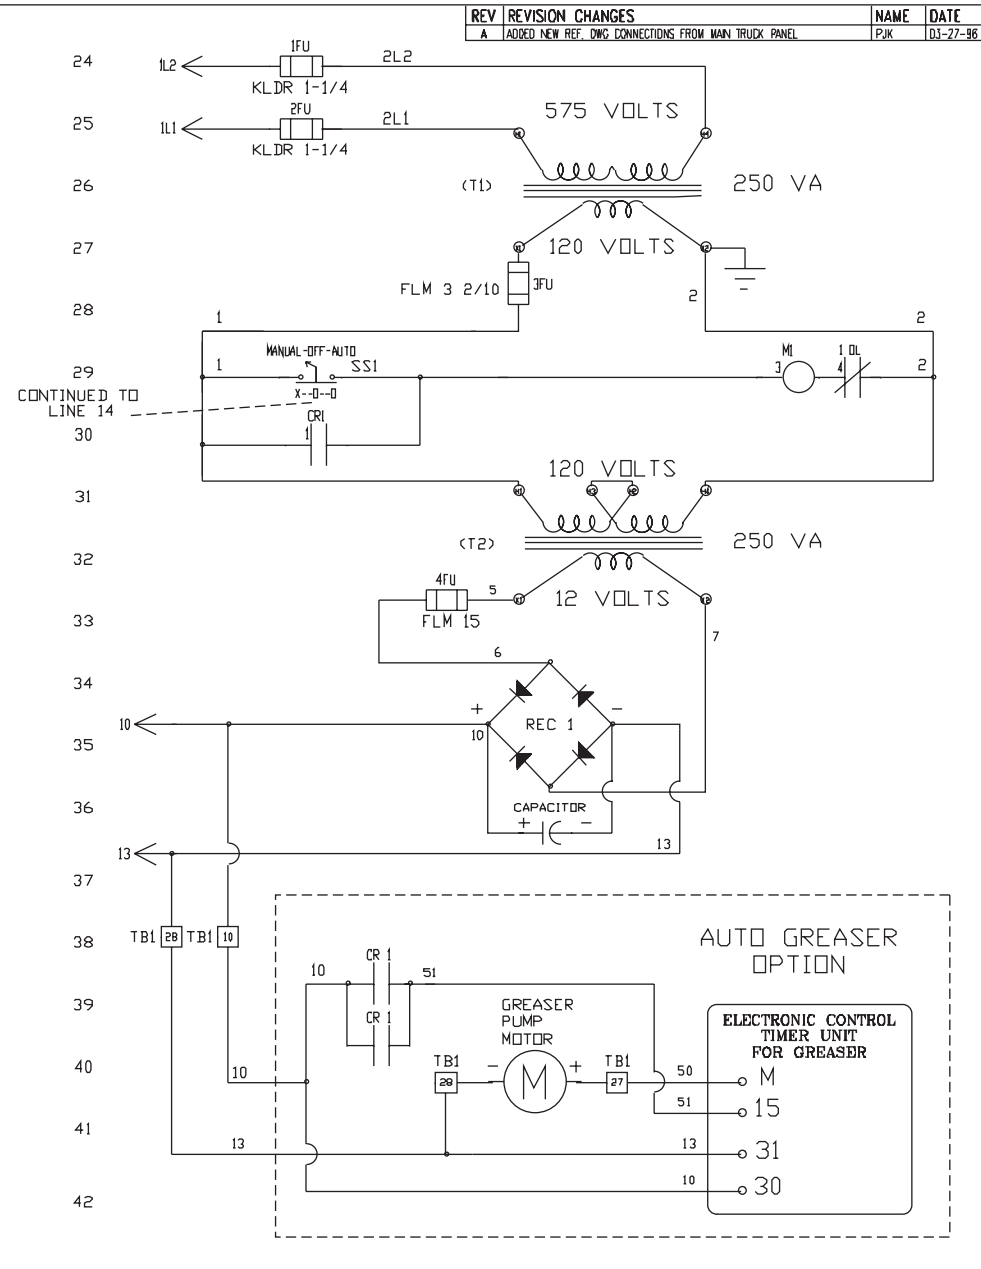 REV REVISION CHANGES NAME DATE
A ADDED NEW REF. DWG CONNECTIONS FROM MAIN TRUCK PANEL PJK 03-27-96
24
1L2
1FU
2L2
KLDR 1-1/4
25
1L1
2FU
2L1
KLDR 1-1/4
575 VOLTS
26
(T1)
250 VA
27
120 VOLTS
FLM 3 2/10
3FU
2
28
1
2
29
1
MANUAL-OFF-AUTO
SS1
X--O--O
M1
3
1 OL
4
2
CONTINUED TO
LINE 14
30
CR1
1
31
120 VOLTS
32
(T2)
250 VA
33
4FU
5
FLM 15
12 VOLTS
7
6
34
10
+
10
REC 1
-
35
36
CAPACITOR
+
-
13
13
37
38
TB1 28
TB1 10
AUTO GREASER
OPTION
39
10
CR 1
51
CR 1
GREASER
PUMP
MOTOR
ELECTRONIC CONTROL
TIMER UNIT
FOR GREASER
40
10
TB1
28
-
M
+
TB1
27
50
M
51
15
41
13
13
31
10
30
42